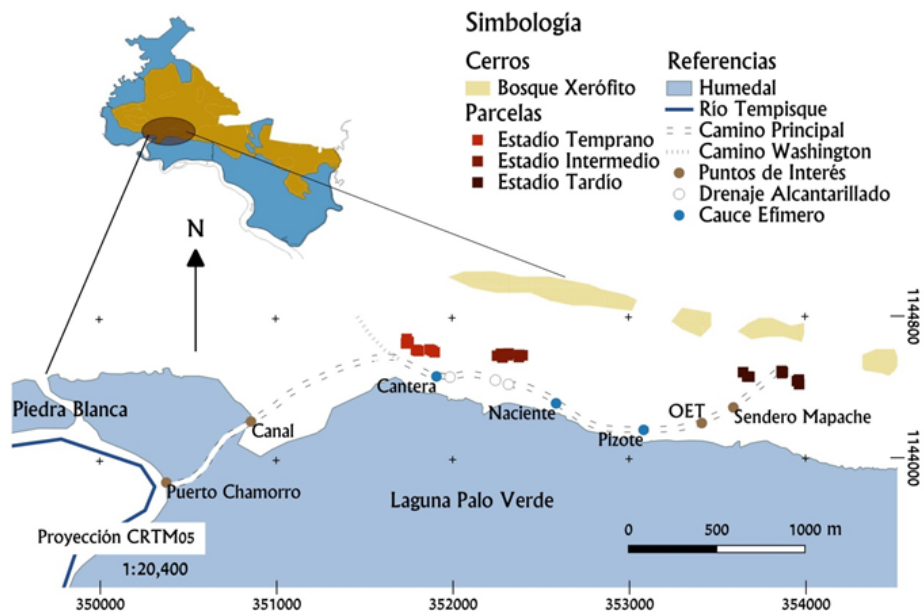 Simbología
Cerros
Bosque Xerófito
Parcelas
Estadío Temprano
Estadío Intermedio
Estadío Tardío
Referencias
Humedal
Río Tempisque
Camino Principal
Camino Washington
Puntos de Interés
Drenaje Alcantarillado
Cauce Efímero
N
1144800
Cantera
Piedra Blanca
Canal
Naciente
OET
Sendero Mapache
Pizote
1144000
Puerto Chamorro
Laguna Palo Verde
Proyección CRTM05
1:20,400
0 500 1000 m
350000 351000 352000 353000 354000